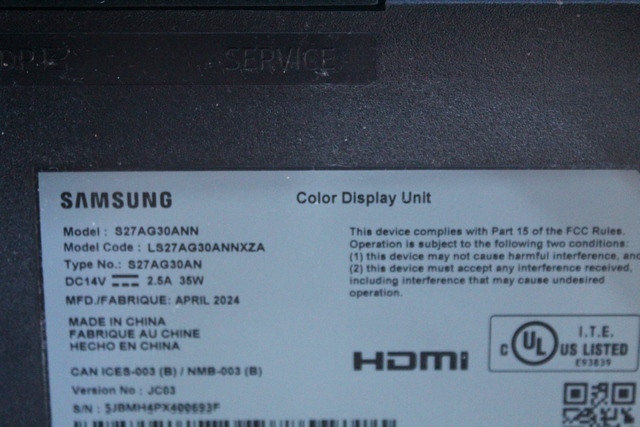 SERVICE
SAMSUNG
Color Display Unit
Model : S27AG30ANN
Model Code : LS27AG30ANNXZA
Type No.: S27AG30AN
DC14V 2.5A 35W
MFD./FABRIQUE: APRIL 2024
MADE IN CHINA
FABRIQUE AU CHINE
HECHO EN CHINA
CAN ICES-003 (B) / NMB-003 (B)
Version No : JC03
S/N :
This device complies with Part 15 of the FCC Rules.
Operation is subject to the following two conditions:
(1) this device may not cause harmful interference, and
(2) this device must accept any interference received,
including interference that may cause undesired
operation.
HDMI
C UL US LISTED
I.T.E.
E93839